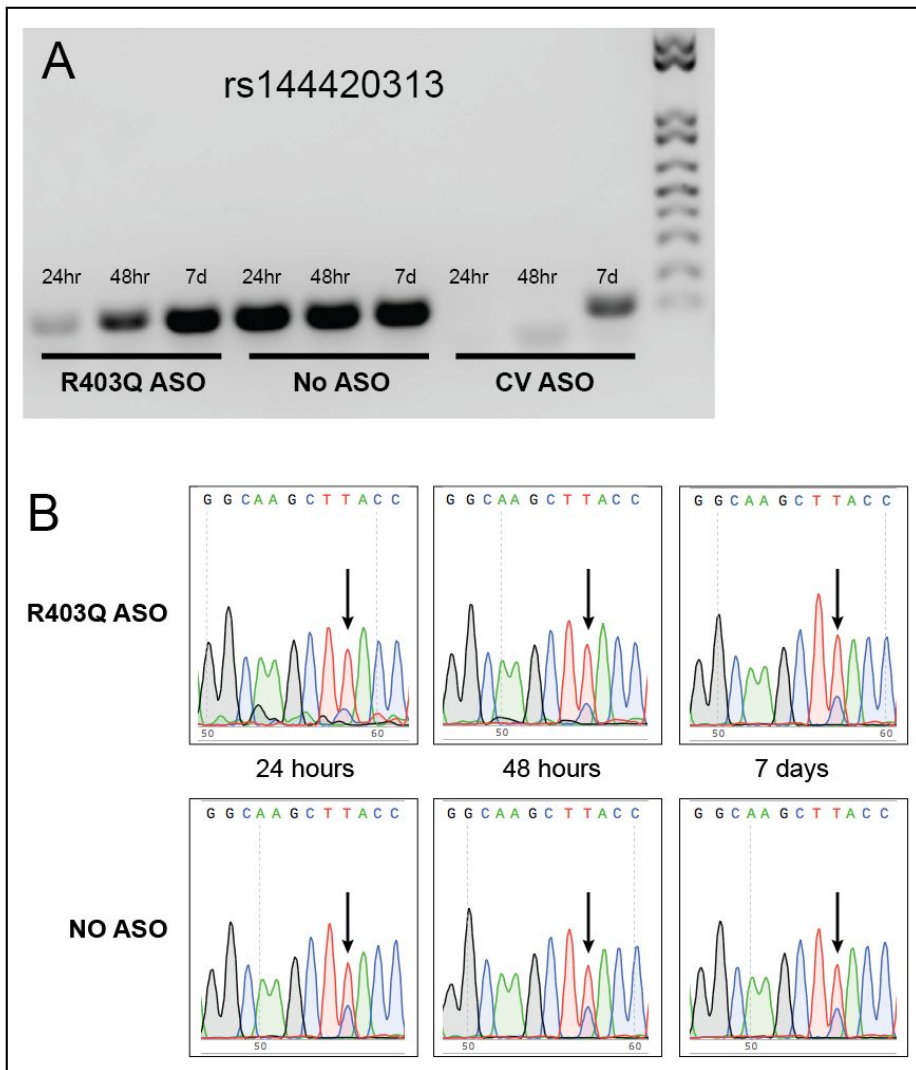 A
rs144420313
24hr 48hr 7d 24hr 48hr 7d 24hr 48hr 7d
R403Q ASO No ASO CV ASO
B
G G C A A G C T T A C C G G C A A G C T T A C C G G C A A G C T T A C C
R403Q ASO
50 60 50 50 60
24 hours 48 hours 7 days
G G C A A G C T T A C C G G C A A G C T T A C C G G C A A G C T T A C C
NO ASO
50 50 60 50